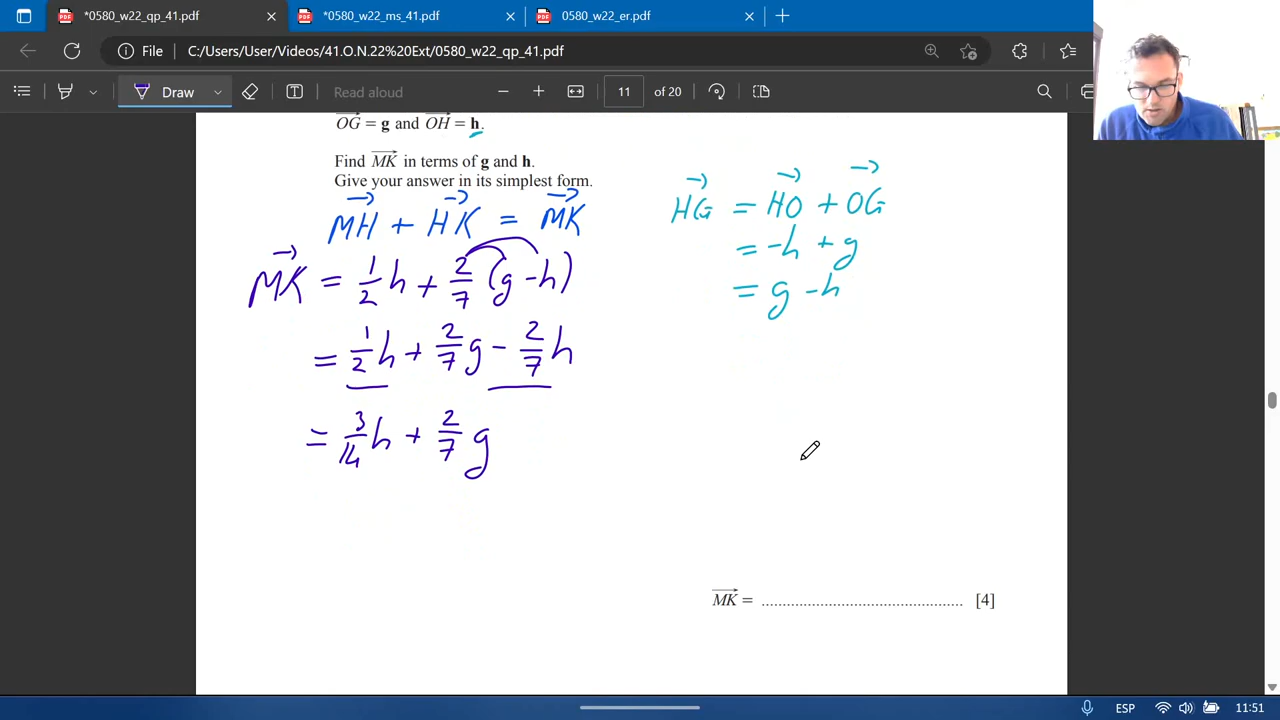 *0580_w22_qp_41.pdf
*0580_w22_ms_41.pdf
0580_w22_er.pdf
File
C:/Users/User/Videos/41.O.N.22%20Ext/0580_w22_qp_41.pdf
Draw
Read aloud
11 of 20
OG = g and OH = h.
Find MK in terms of g and h.
Give your answer in its simplest form.
MH + HK = MK
MK = 1/2 h + 2/7 (g - h)
= 1/2 h + 2/7 g - 2/7 h
= 3/14 h + 2/7 g
HG = HO + OG
= -h + g
= g - h
MK = ................................................ [4]
ESP
11:51